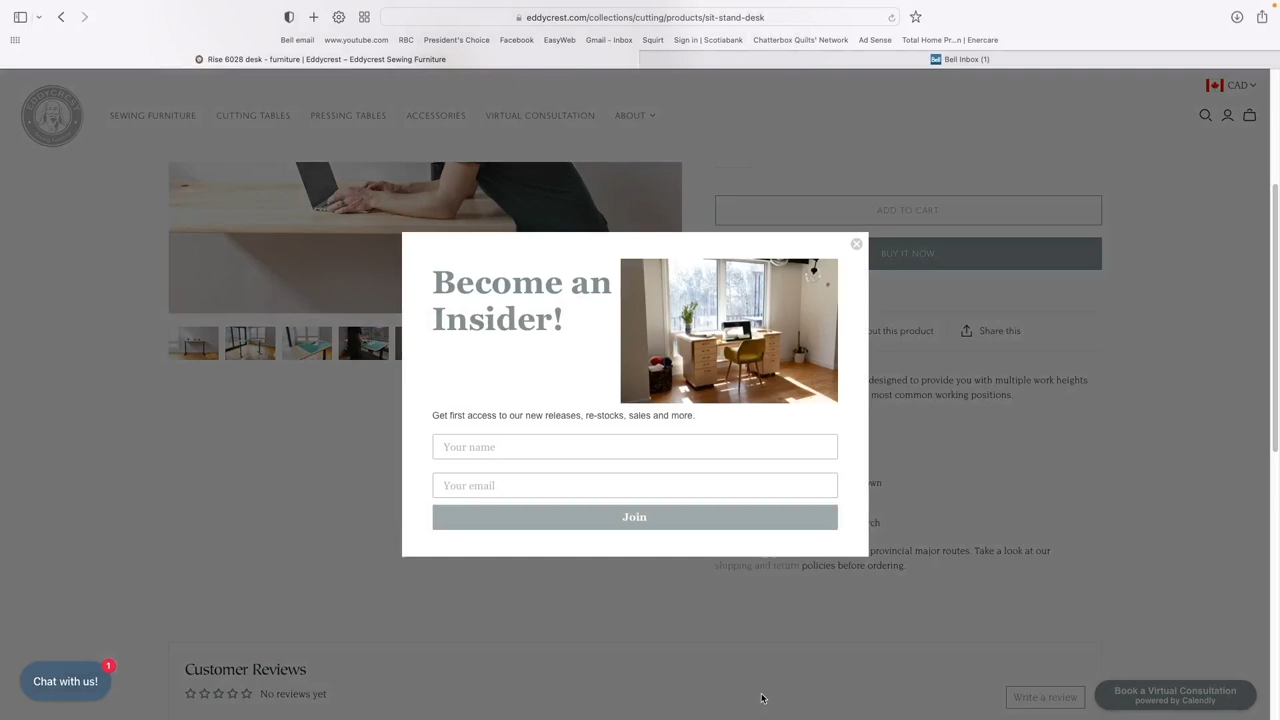 eddycrest.com/collections/cutting/products/sit-stand-desk
Bell email www.youtube.com RBC President's Choice Facebook EasyWeb Gmail - Inbox Squirt Sign in | Scotiabank Chatterbox Quilts' Network Ad Sense Total Home Pr...n | Enercare
Rise 6028 desk - furniture | Eddycrest – Eddycrest Sewing Furniture
Bell Bell Inbox (1)
CAD
EDDYCREST
SEWING FURNITURE CUTTING TABLES PRESSING TABLES ACCESSORIES VIRTUAL CONSULTATION ABOUT
ADD TO CART
BUY IT NOW
Become an
Insider!
out this product Share this
designed to provide you with multiple work heights
most common working positions.
Get first access to our new releases, re-stocks, sales and more.
Your name
Your email
own
Join
rch
provincial major routes. Take a look at our
shipping and return policies before ordering.
Customer Reviews
No reviews yet
Write a review
Chat with us!
1
Book a Virtual Consultation
powered by Calendly